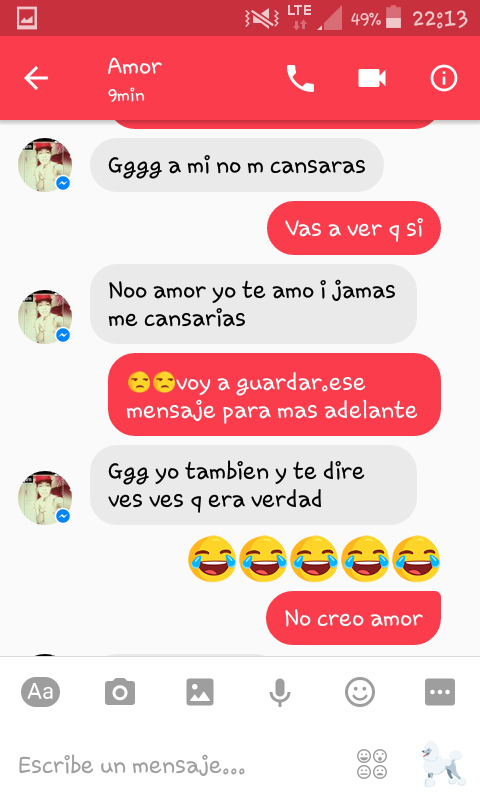 LTE 49% 22:13
Amor
9min
Gggg a mi no m cansaras
Vas a ver q si
Noo amor yo te amo i jamas
me cansarias
😒😒voy a guardar.ese
mensaje para mas adelante
Ggg yo tambien y te dire
ves ves q era verdad
😂😂😂😂😂
No creo amor
Aa
Escribe un mensaje...